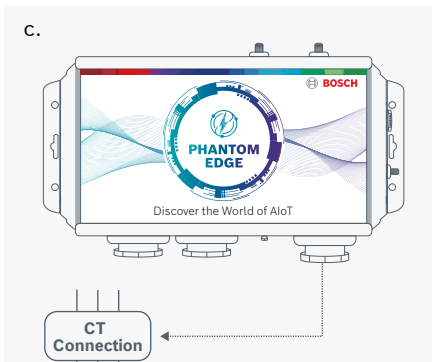 c.
BOSCH
PHANTOM
EDGE
Discover the World of AIoT
CT
Connection